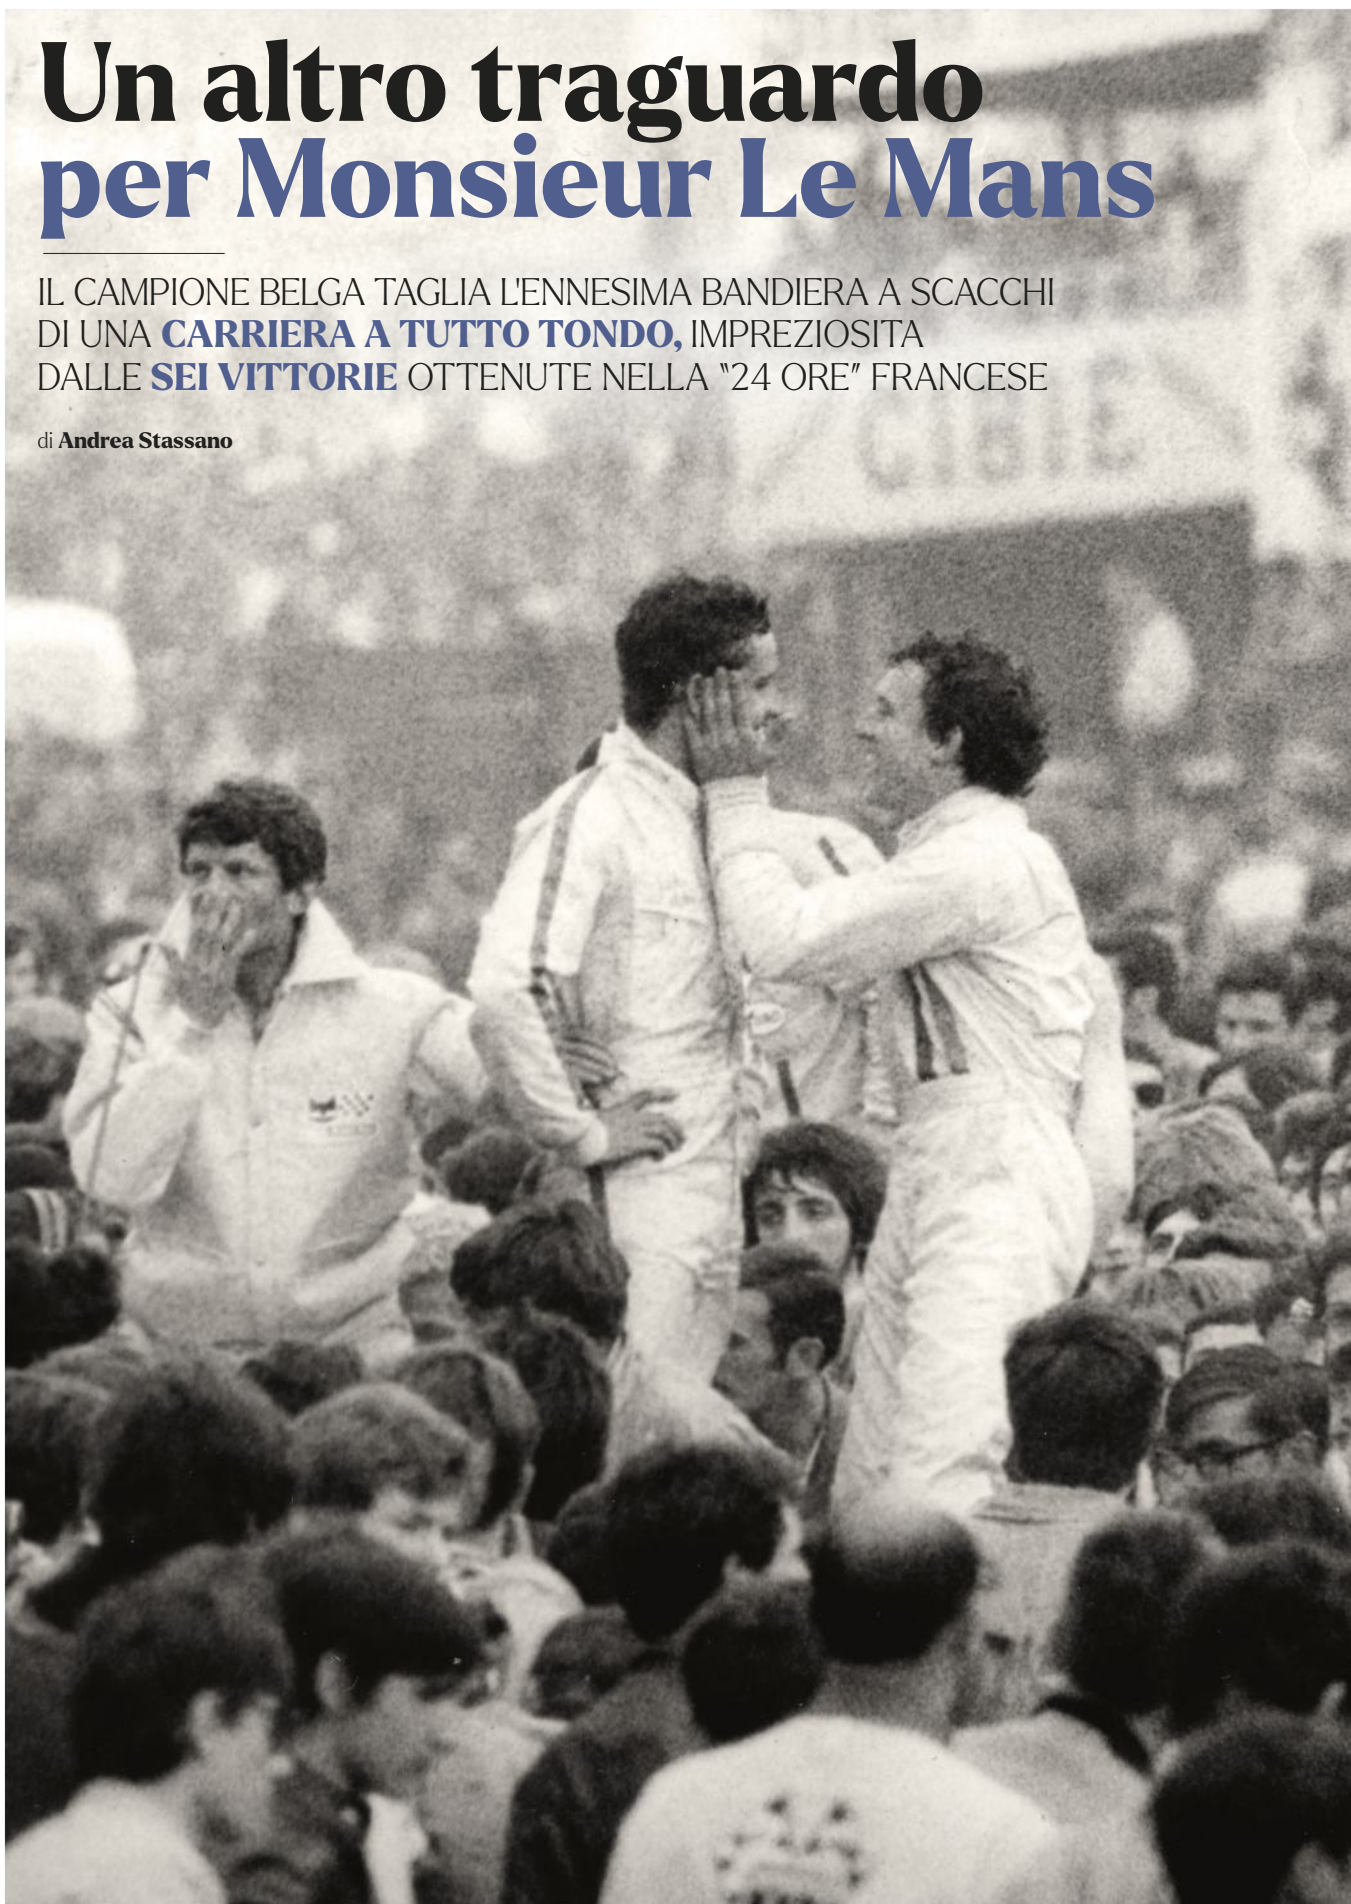 Un altro traguardo
per Monsieur Le Mans
IL CAMPIONE BELGA TAGLIA L'ENNESIMA BANDIERA A SCACCHI
DI UNA CARRIERA A TUTTO TONDO, IMPREZIOSITA
DALLE SEI VITTORIE OTTENUTE NELLA "24 ORE" FRANCESE
di Andrea Stassano